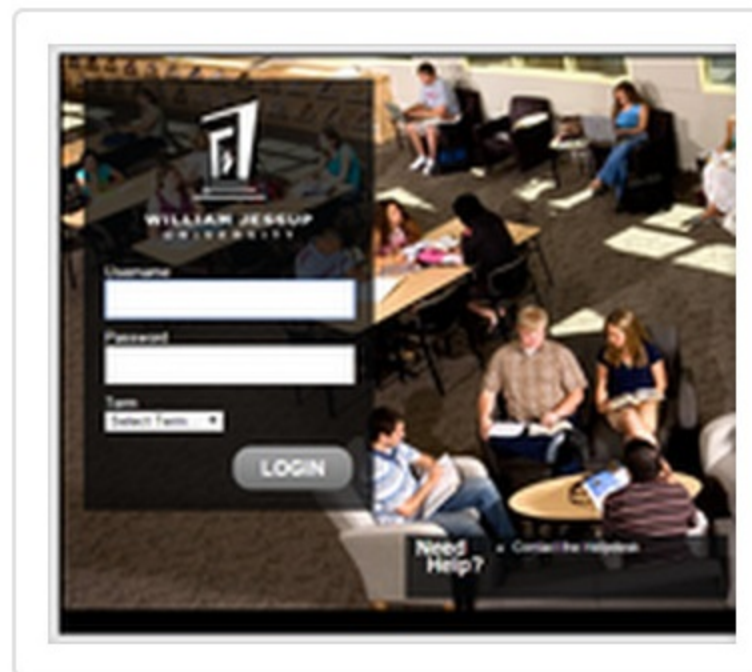 WILLIAM JESSUP
UNIVERSITY
Username
Password
Term
Select Term
LOGIN
Need
Help?
Contact the Helpdesk